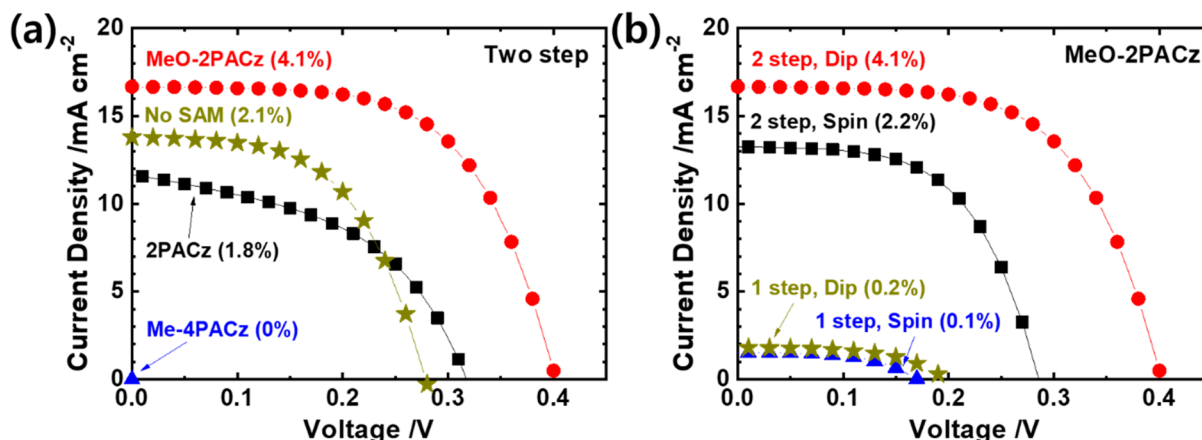 (a)
Current Density /mA cm-2
20
15
10
5
0
Two step
MeO-2PACz (4.1%)
No SAM (2.1%)
2PACz (1.8%)
Me-4PACz (0%)
0.0 0.1 0.2 0.3 0.4
Voltage /V
(b)
Current Density /mA cm-2
20
15
10
5
0
MeO-2PACz
2 step, Dip (4.1%)
2 step, Spin (2.2%)
1 step, Dip (0.2%)
1 step, Spin (0.1%)
0.0 0.1 0.2 0.3 0.4
Voltage /V